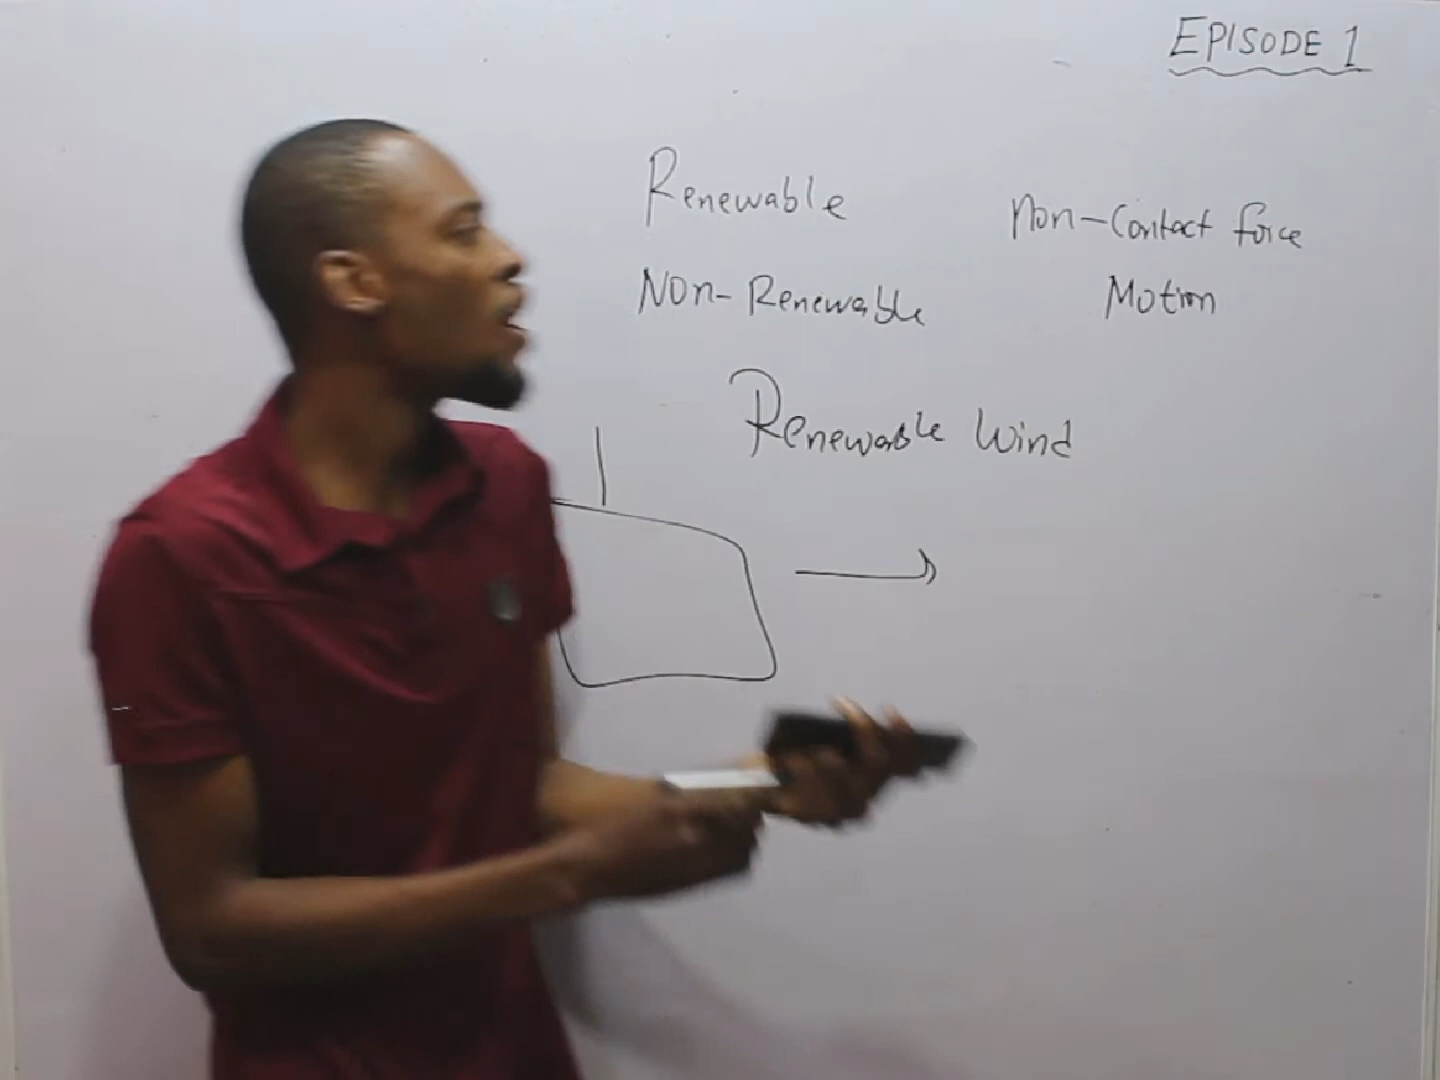 EPISODE 1
Renewable
Non-Contact force
Non-Renewable
Motion
Renewable Wind